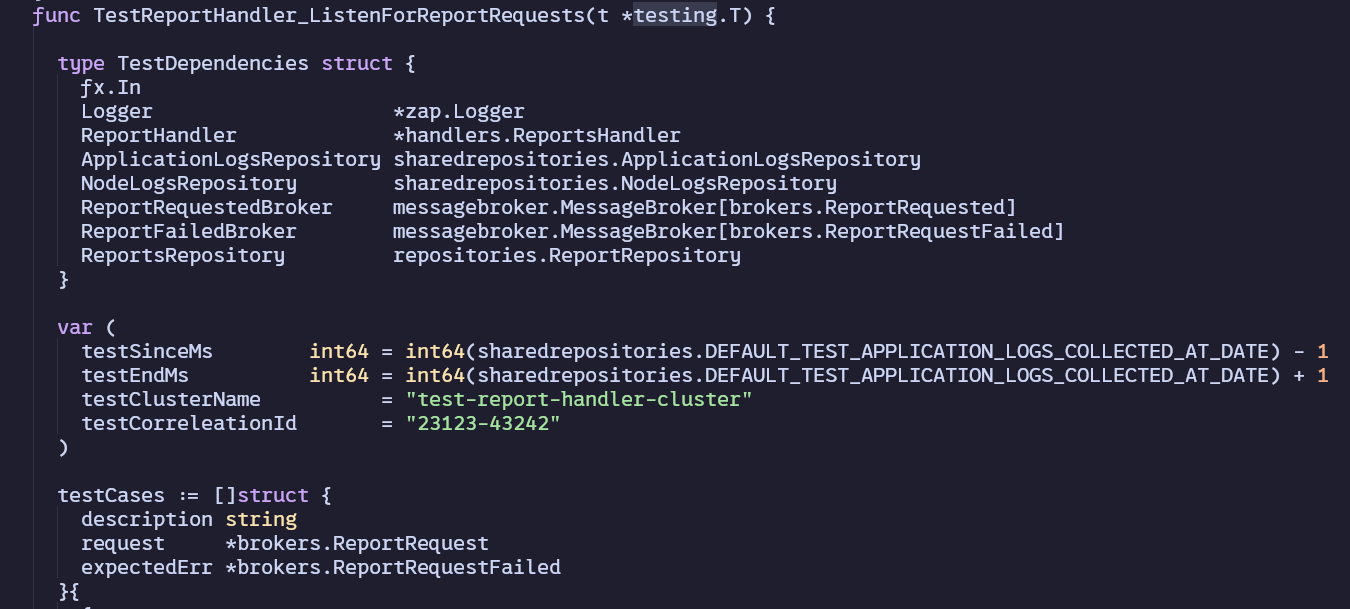 func TestReportHandler_ListenForReportRequests(t *testing.T) {
type TestDependencies struct {
fx.In
Logger *zap.Logger
ReportHandler *handlers.ReportsHandler
ApplicationLogsRepository sharedrepositories.ApplicationLogsRepository
NodeLogsRepository sharedrepositories.NodeLogsRepository
ReportRequestedBroker messagebroker.MessageBroker[brokers.ReportRequested]
ReportFailedBroker messagebroker.MessageBroker[brokers.ReportRequestFailed]
ReportsRepository repositories.ReportRepository
}
var (
testSinceMs int64 = int64(sharedrepositories.DEFAULT_TEST_APPLICATION_LOGS_COLLECTED_AT_DATE) - 1
testEndMs int64 = int64(sharedrepositories.DEFAULT_TEST_APPLICATION_LOGS_COLLECTED_AT_DATE) + 1
testClusterName = "test-report-handler-cluster"
testCorreleationId = "23123-43242"
)
testCases := []struct {
description string
request *brokers.ReportRequest
expectedErr *brokers.ReportRequestFailed
}{